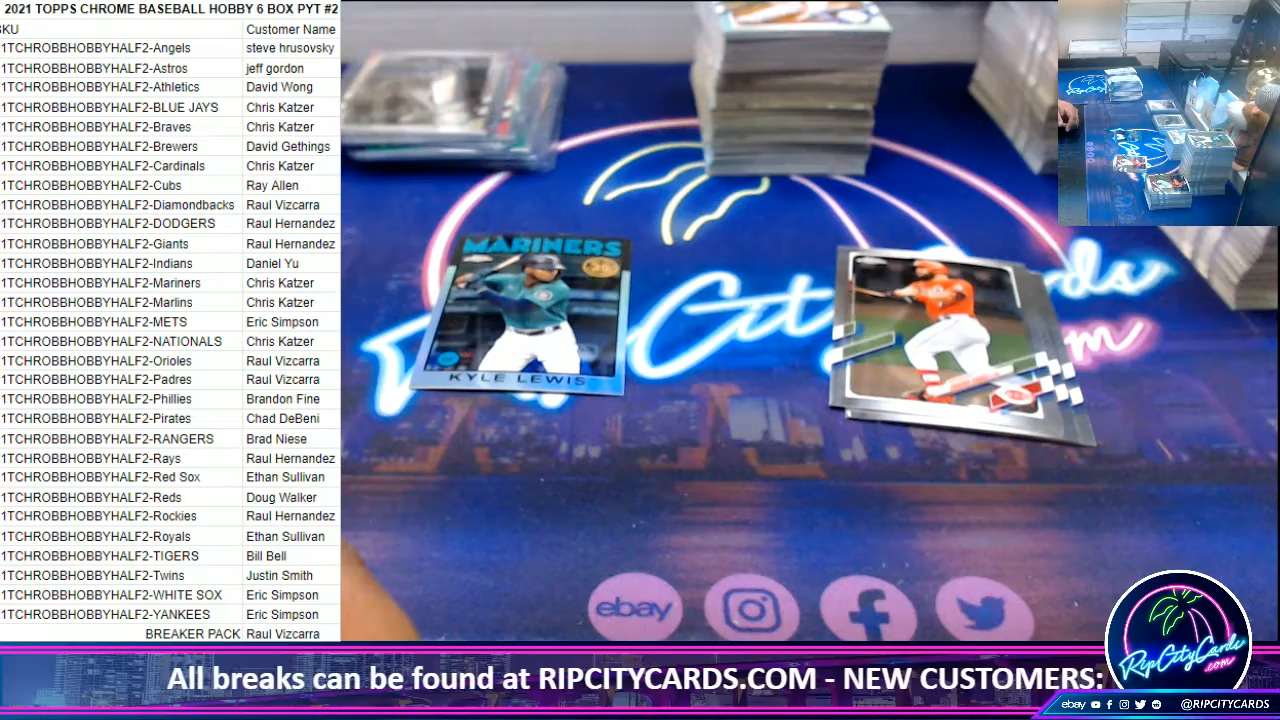 2021 TOPPS CHROME BASEBALL HOBBY 6 BOX PYT #2
KU Customer Name
1TCHROBBHOBBYHALF2-Angels steve hrusovsky
1TCHROBBHOBBYHALF2-Astros jeff gordon
1TCHROBBHOBBYHALF2-Athletics David Wong
1TCHROBBHOBBYHALF2-BLUE JAYS Chris Katzer
1TCHROBBHOBBYHALF2-Braves Chris Katzer
1TCHROBBHOBBYHALF2-Brewers David Gethings
1TCHROBBHOBBYHALF2-Cardinals Chris Katzer
1TCHROBBHOBBYHALF2-Cubs Ray Allen
1TCHROBBHOBBYHALF2-Diamondbacks Raul Vizcarra
1TCHROBBHOBBYHALF2-DODGERS Raul Hernandez
1TCHROBBHOBBYHALF2-Giants Raul Hernandez
1TCHROBBHOBBYHALF2-Indians Daniel Yu
1TCHROBBHOBBYHALF2-Mariners Chris Katzer
1TCHROBBHOBBYHALF2-Marlins Chris Katzer
1TCHROBBHOBBYHALF2-METS Eric Simpson
1TCHROBBHOBBYHALF2-NATIONALS Chris Katzer
1TCHROBBHOBBYHALF2-Orioles Raul Vizcarra
1TCHROBBHOBBYHALF2-Padres Raul Vizcarra
1TCHROBBHOBBYHALF2-Phillies Brandon Fine
1TCHROBBHOBBYHALF2-Pirates Chad DeBeni
1TCHROBBHOBBYHALF2-RANGERS Brad Niese
1TCHROBBHOBBYHALF2-Rays Raul Hernandez
1TCHROBBHOBBYHALF2-Red Sox Ethan Sullivan
1TCHROBBHOBBYHALF2-Reds Doug Walker
1TCHROBBHOBBYHALF2-Rockies Raul Hernandez
1TCHROBBHOBBYHALF2-Royals Ethan Sullivan
1TCHROBBHOBBYHALF2-TIGERS Bill Bell
1TCHROBBHOBBYHALF2-Twins Justin Smith
1TCHROBBHOBBYHALF2-WHITE SOX Eric Simpson
1TCHROBBHOBBYHALF2-YANKEES Eric Simpson
BREAKER PACK Raul Vizcarra
MARINERS
KYLE LEWIS
ebay
All breaks can be found at RIPCITYCARDS.COM - NEW CUSTOMERS:
RipCityCards
.com
ebay @RIPCITYCARDS